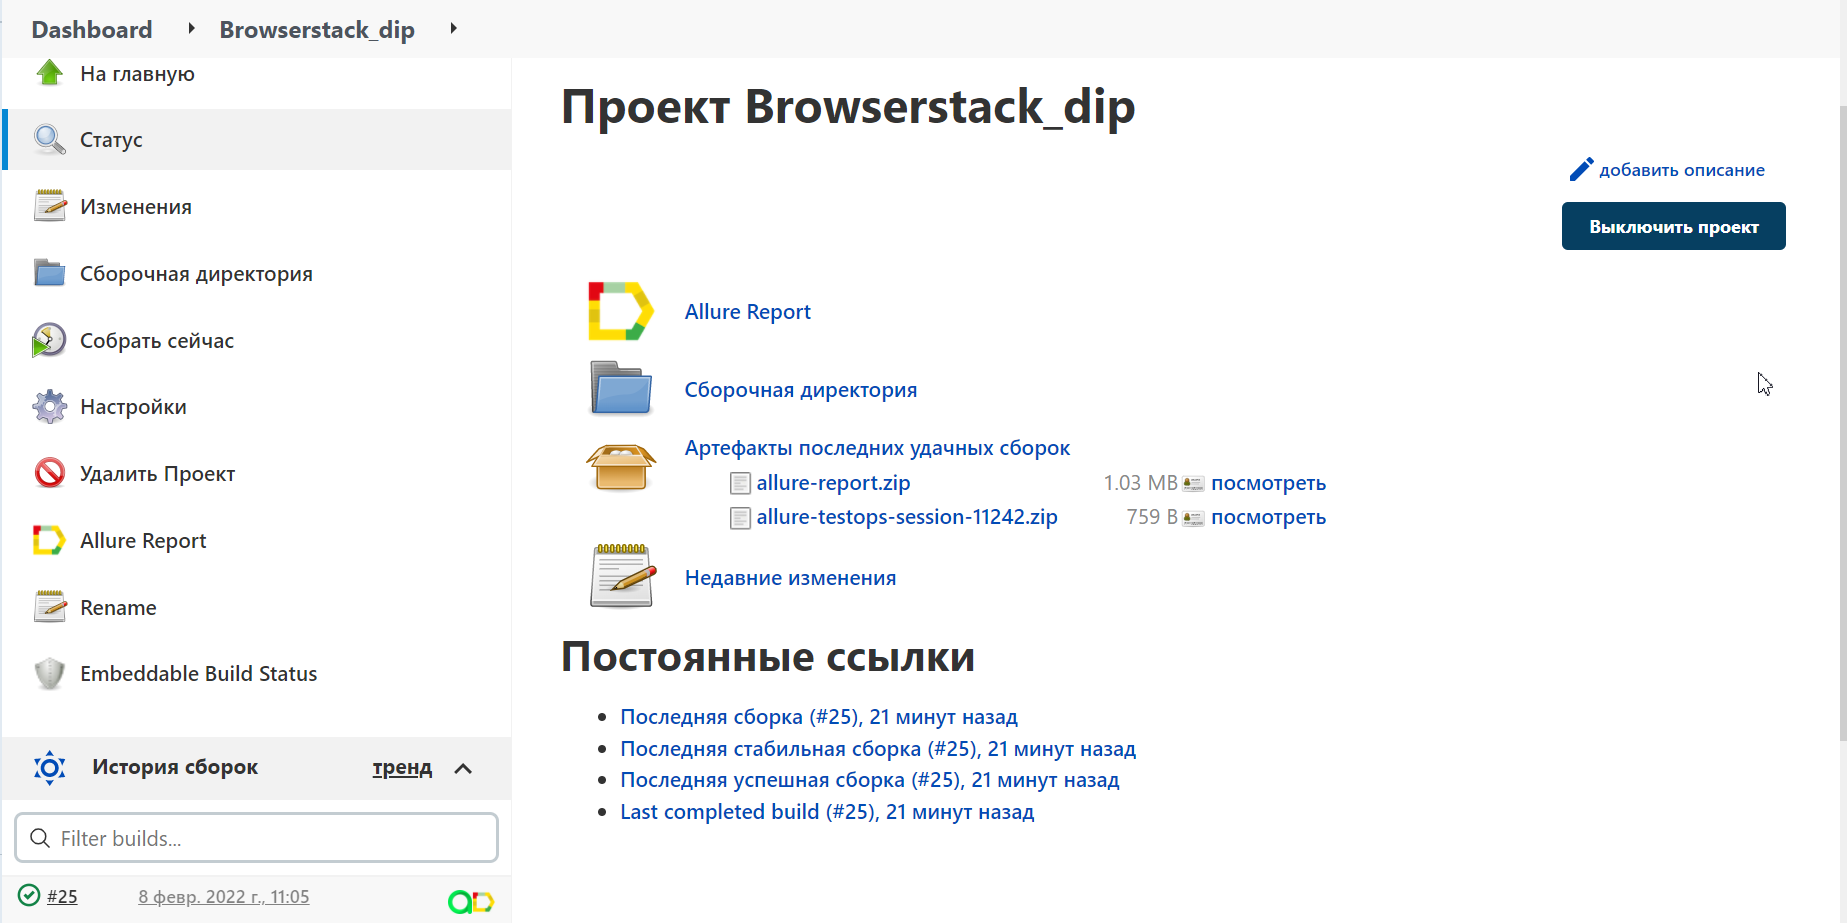 Dashboard Browserstack_dip
На главную
Статус
Изменения
Сборочная директория
Собрать сейчас
Настройки
Удалить Проект
Allure Report
Rename
Embeddable Build Status
История сборок тренд
Filter builds...
#25 8 февр. 2022 г., 11:05
Проект Browserstack_dip
добавить описание
Выключить проект
Allure Report
Сборочная директория
Артефакты последних удачных сборок
allure-report.zip 1.03 MB посмотреть
allure-testops-session-11242.zip 759 B посмотреть
Недавние изменения
Постоянные ссылки
Последняя сборка (#25), 21 минут назад
Последняя стабильная сборка (#25), 21 минут назад
Последняя успешная сборка (#25), 21 минут назад
Last completed build (#25), 21 минут назад